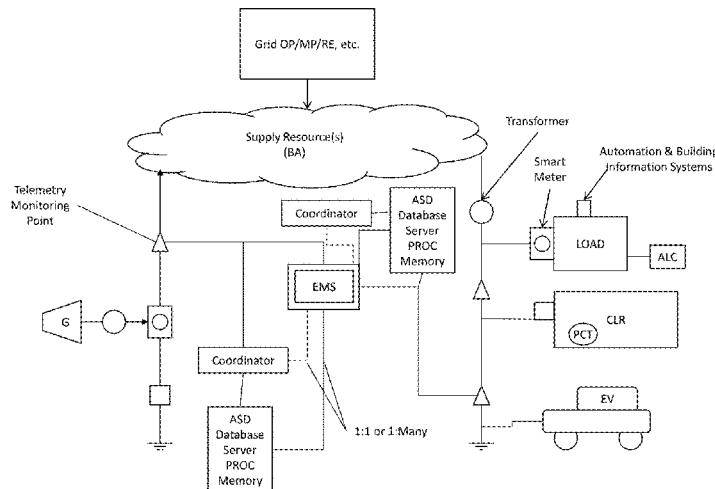 Grid OP/MP/RE, etc.
Supply Resource(s)
(BA)
Transformer
Automation & Building
Information Systems
Smart
Meter
Telemetry
Monitoring
Point
Coordinator
ASD
Database
Server
PROC
Memory
LOAD
ALC
EMS
G
CLR
PCT
Coordinator
EV
ASD
Database
Server
PROC
Memory
1:1 or 1:Many